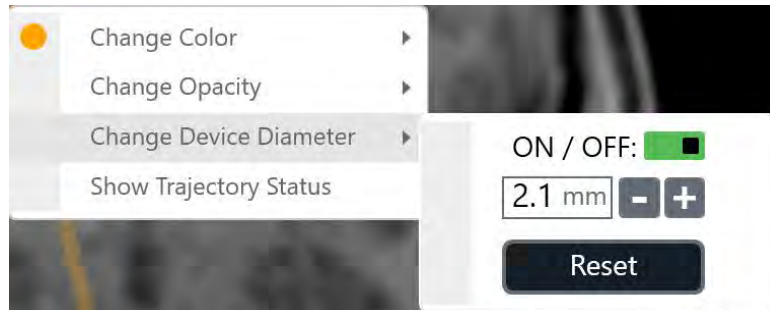 Change Color
Change Opacity
Change Device Diameter
Show Trajectory Status
ON / OFF:
2.1 mm - +
Reset